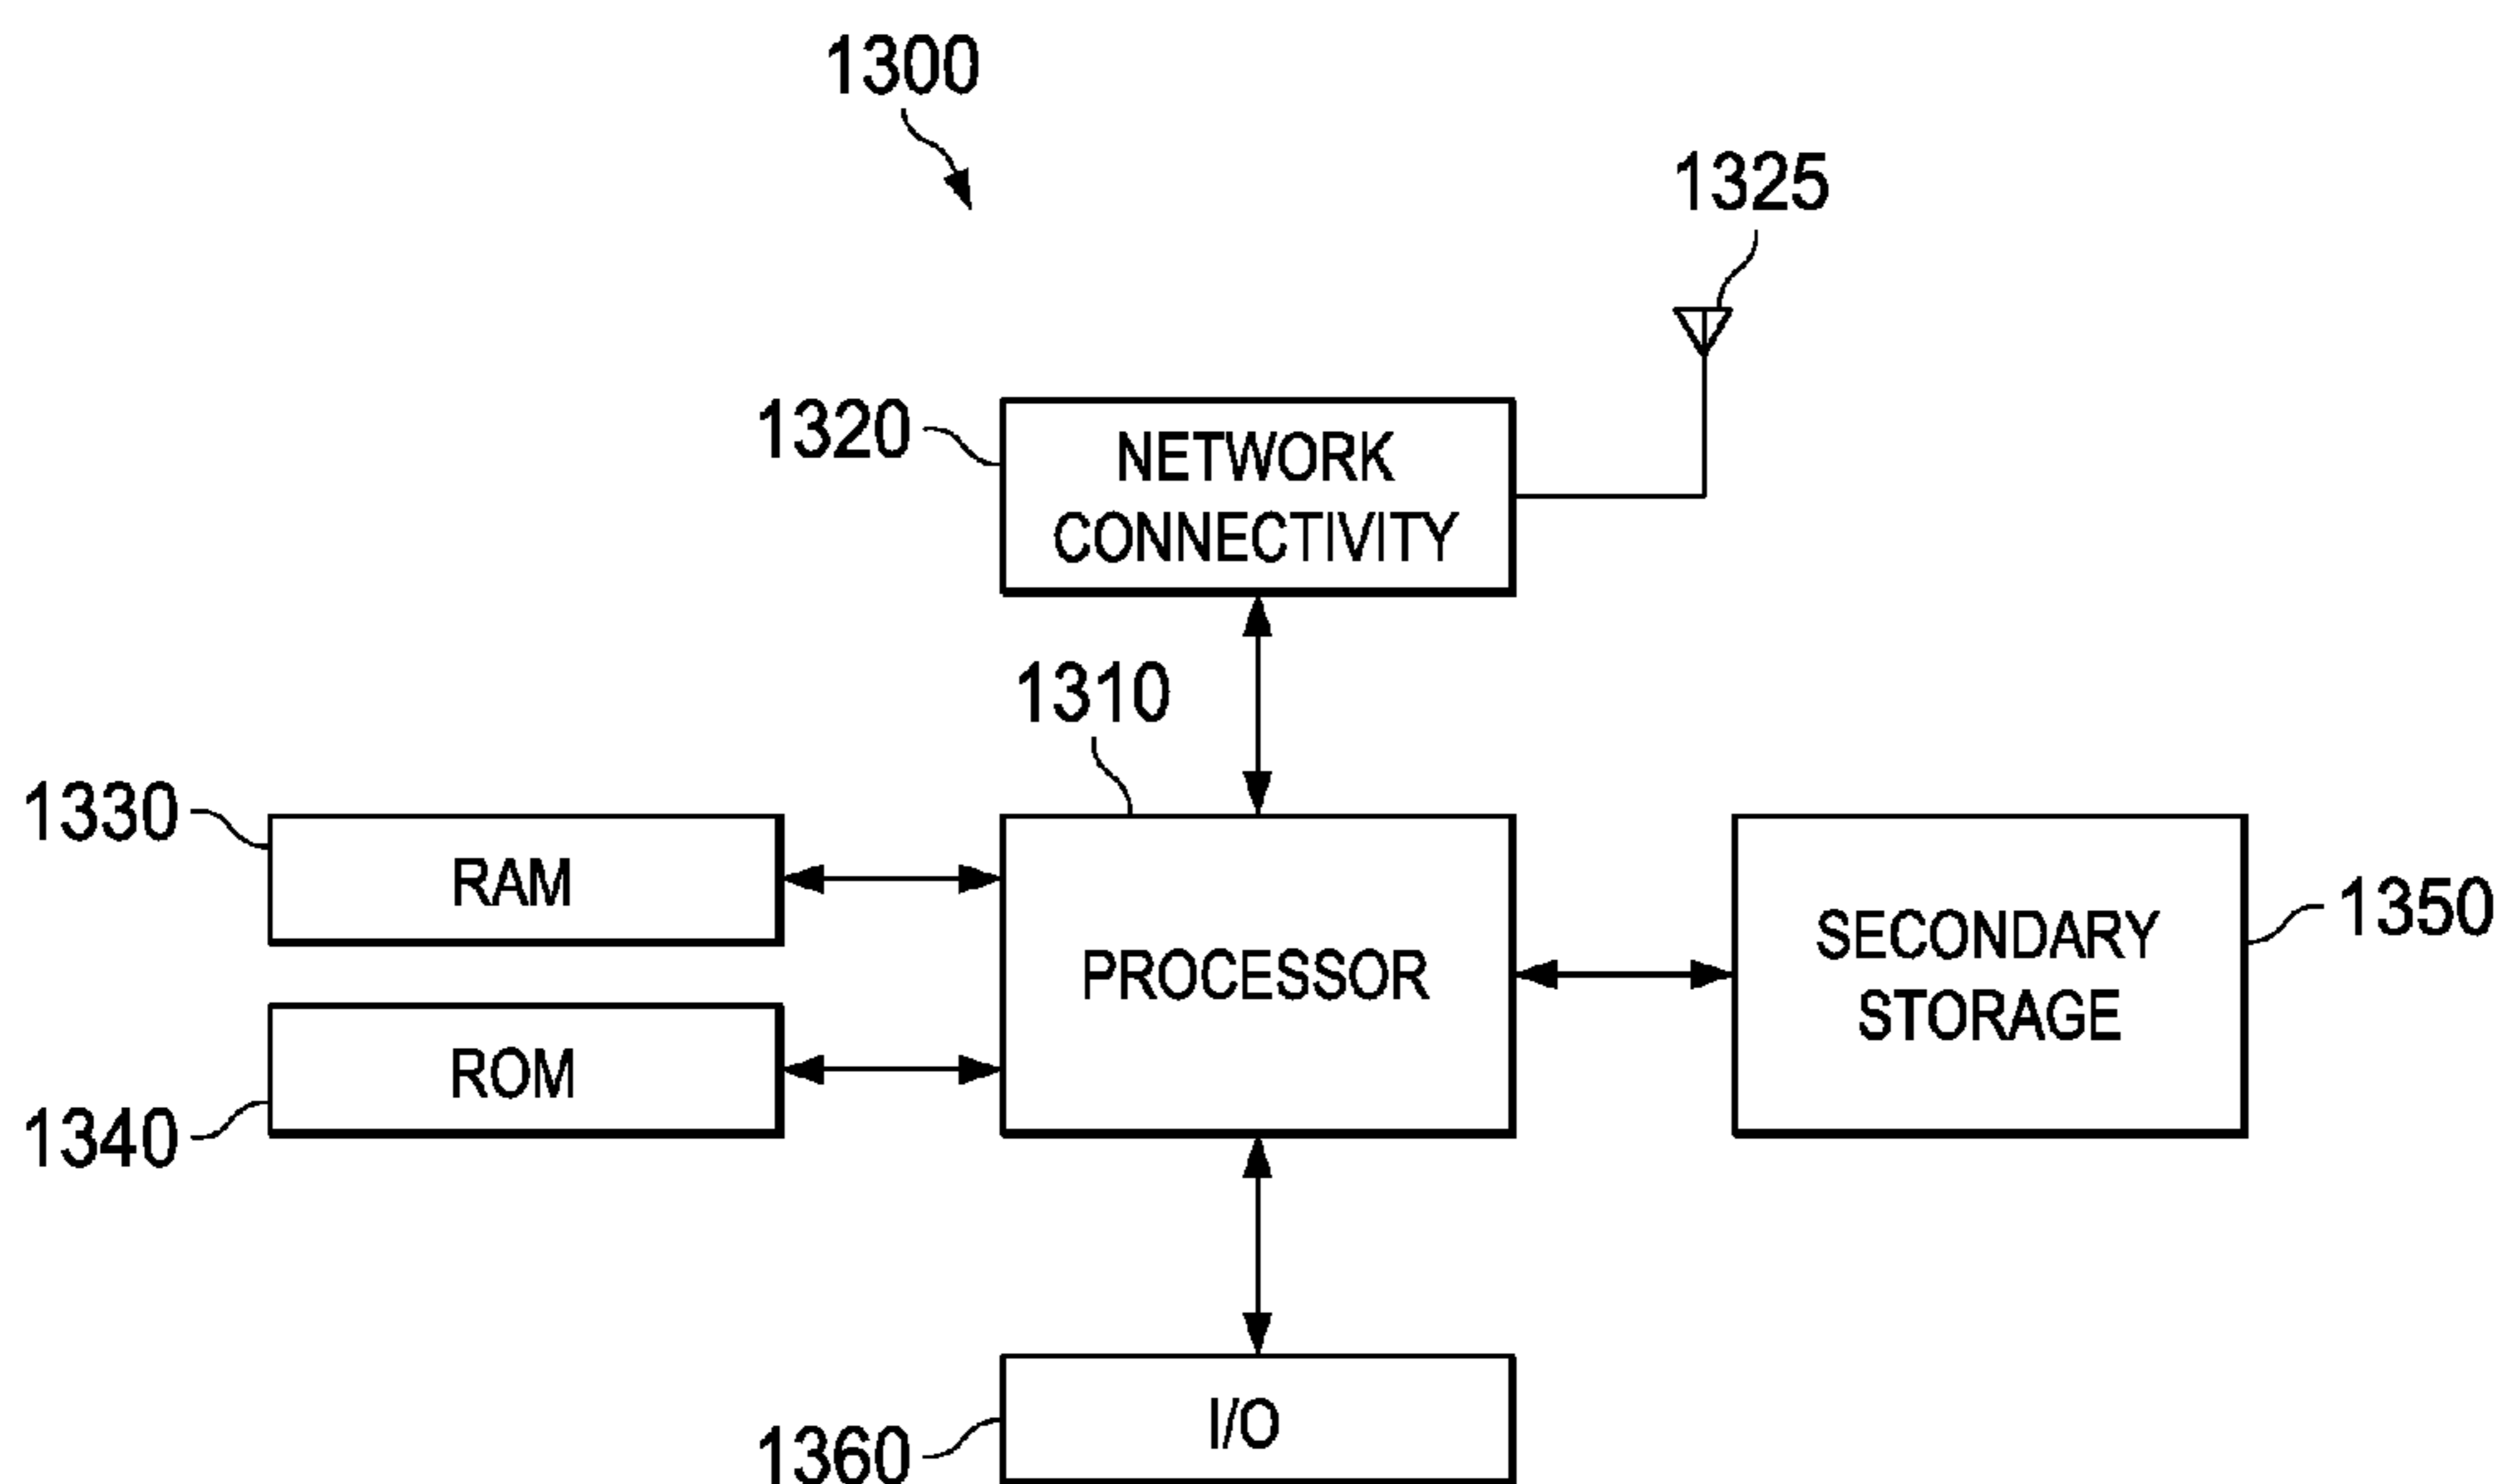 1300
1325
1320
NETWORK
CONNECTIVITY
1310
1330
RAM
PROCESSOR
SECONDARY
STORAGE
1350
ROM
1340
I/O
1360